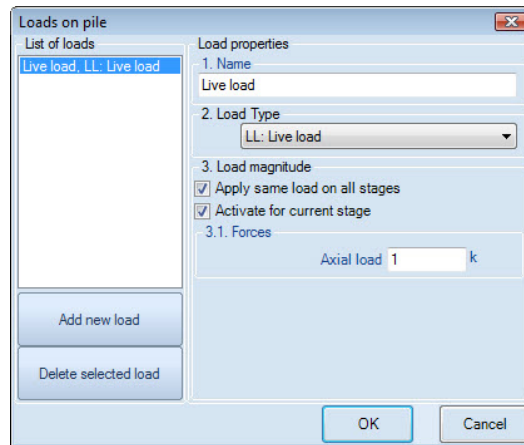 Loads on pile
List of loads
Live load, LL: Live load
Add new load
Delete selected load
Load properties
1. Name
Live load
2. Load Type
LL: Live load
3. Load magnitude
Apply same load on all stages
Activate for current stage
3.1. Forces
Axial load 1 k
OK Cancel